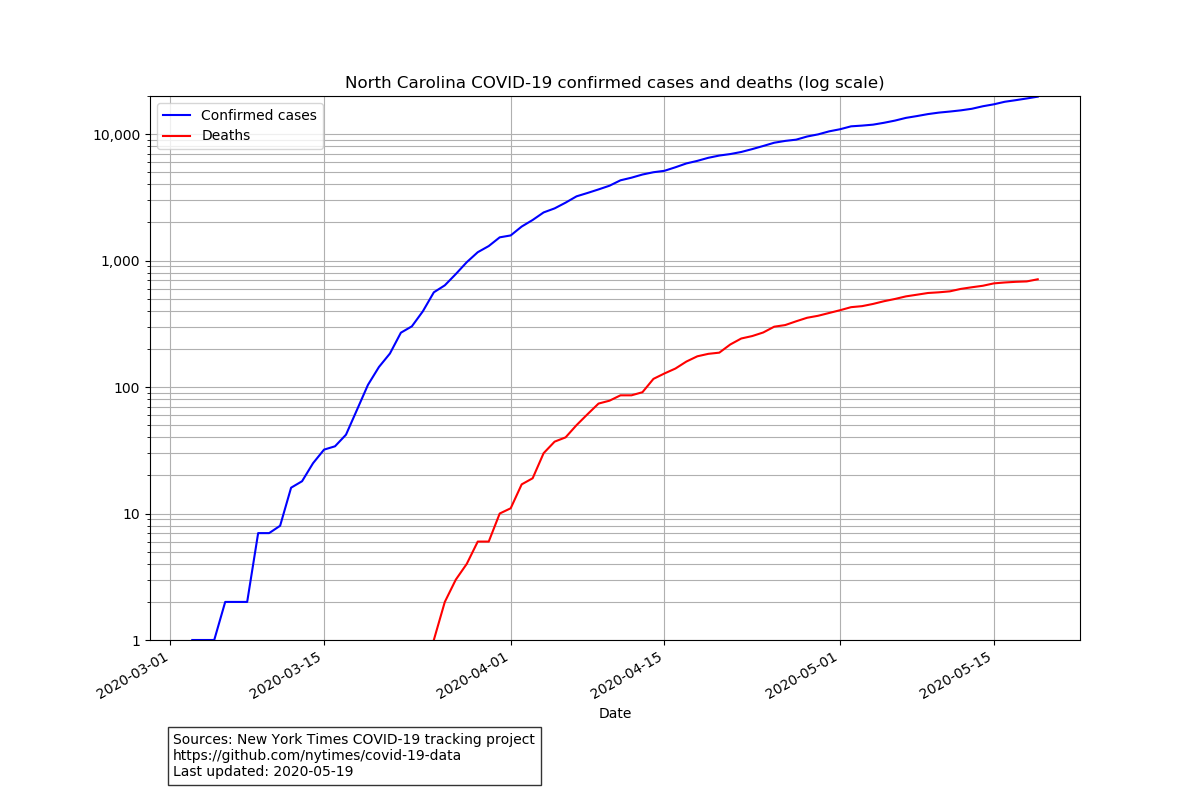 North Carolina COVID-19 confirmed cases and deaths (log scale)
Confirmed cases
Deaths
10,000
1,000
100
10
1
2020-03-01
2020-03-15
2020-04-01
2020-04-15
2020-05-01
2020-05-15
Date
Sources: New York Times COVID-19 tracking project
https://github.com/nytimes/covid-19-data
Last updated: 2020-05-19